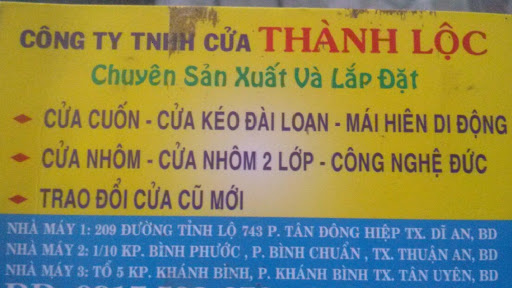 CÔNG TY TNHH CỬA THÀNH LỘC
Chuyên Sản Xuất Và Lắp Đặt
CỬA CUỐN - CỬA KÉO ĐÀI LOAN - MÁI HIÊN DI ĐỘNG
CỬA NHÔM - CỬA NHÔM 2 LỚP - CÔNG NGHỆ ĐỨC
TRAO ĐỔI CỬA CŨ MỚI
NHÀ MÁY 1: 209 ĐƯỜNG TỈNH LỘ 743 P. TÂN ĐÔNG HIỆP TX. DĨ AN, BD
NHÀ MÁY 2: 1/10 KP. BÌNH PHƯỚC , P. BÌNH CHUẨN , TX. THUẬN AN, BD
NHÀ MÁY 3: TỔ 5 KP. KHÁNH BÌNH, P. KHÁNH BÌNH TX. TÂN UYÊN, BD